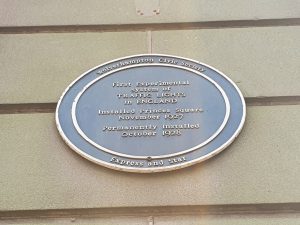 Wolverhampton Civic Society
First Experimental
System of
TRAFFIC LIGHTS
in ENGLAND
Installed Princes Square
November 1927
Permanently Installed
October 1928
Express and Star